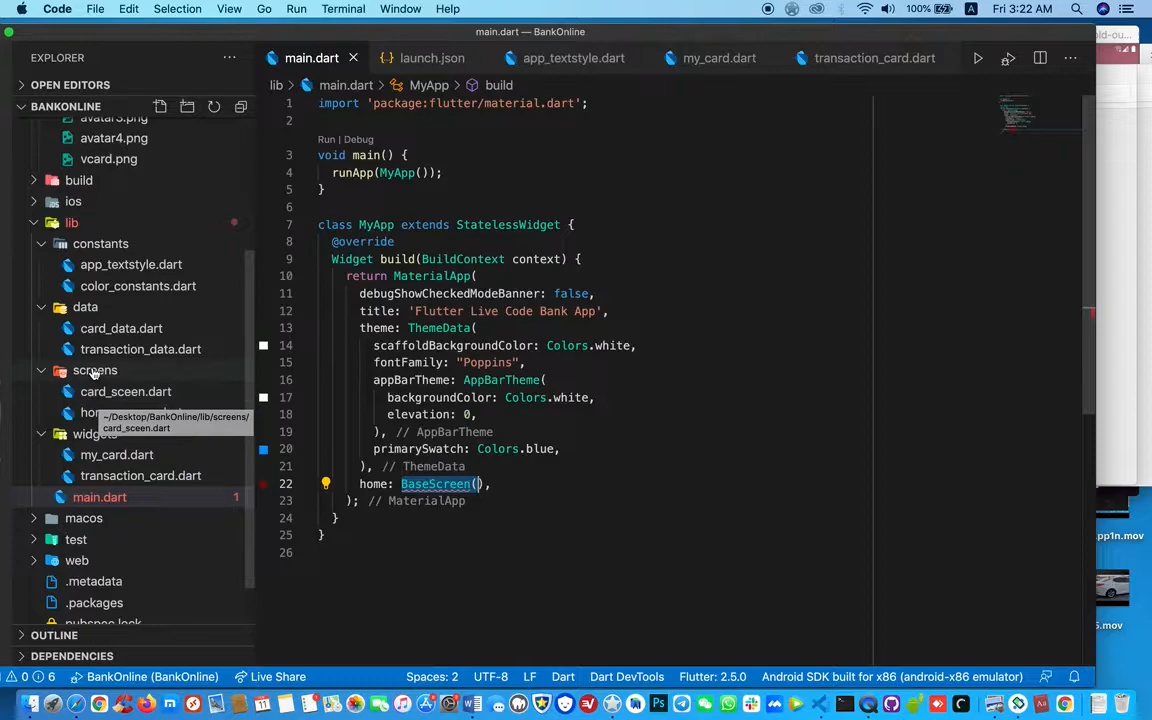 Code File Edit Selection View Go Run Terminal Window Help
100% A Fri 3:22 AM
main.dart — BankOnline
EXPLORER
main.dart
launch.json
app_textstyle.dart
my_card.dart
transaction_card.dart
OPEN EDITORS
lib main.dart MyApp build
BANKONLINE
avatar3.png
avatar4.png
vcard.png
build
ios
lib
constants
app_textstyle.dart
color_constants.dart
data
card_data.dart
transaction_data.dart
screens
card_sceen.dart
~/Desktop/BankOnline/lib/screens/
card_sceen.dart
my_card.dart
transaction_card.dart
main.dart 1
macos
test
web
.metadata
.packages
pubspec.lock
OUTLINE
DEPENDENCIES
1 import 'package:flutter/material.dart';
2
Run | Debug
3 void main() {
4 runApp(MyApp());
5 }
6
7 class MyApp extends StatelessWidget {
8 @override
9 Widget build(BuildContext context) {
10 return MaterialApp(
11 debugShowCheckedModeBanner: false,
12 title: 'Flutter Live Code Bank App',
13 theme: ThemeData(
14 scaffoldBackgroundColor: Colors.white,
15 fontFamily: "Poppins",
16 appBarTheme: AppBarTheme(
17 backgroundColor: Colors.white,
18 elevation: 0,
19 ), // AppBarTheme
20 primarySwatch: Colors.blue,
21 ), // ThemeData
22 home: BaseScreen(),
23 ); // MaterialApp
24 }
25 }
26
pp1n.mov
0 6 BankOnline (BankOnline) Live Share Spaces: 2 UTF-8 LF Dart Dart DevTools Flutter: 2.5.0 Android SDK built for x86 (android-x86 emulator)